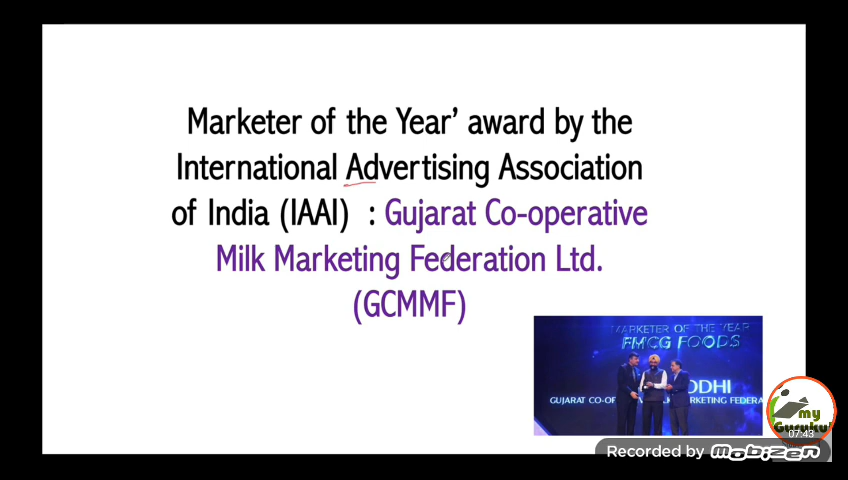 Marketer of the Year’ award by the
International Advertising Association
of India (IAAI) : Gujarat Co-operative
Milk Marketing Federation Ltd.
(GCMMF)
MARKETER OF THE YEAR
FMCG FOODS
ODHI
GUJARAT CO-OP RKETING FEDERA
my
Gurukul
07:43
Recorded by mobizen